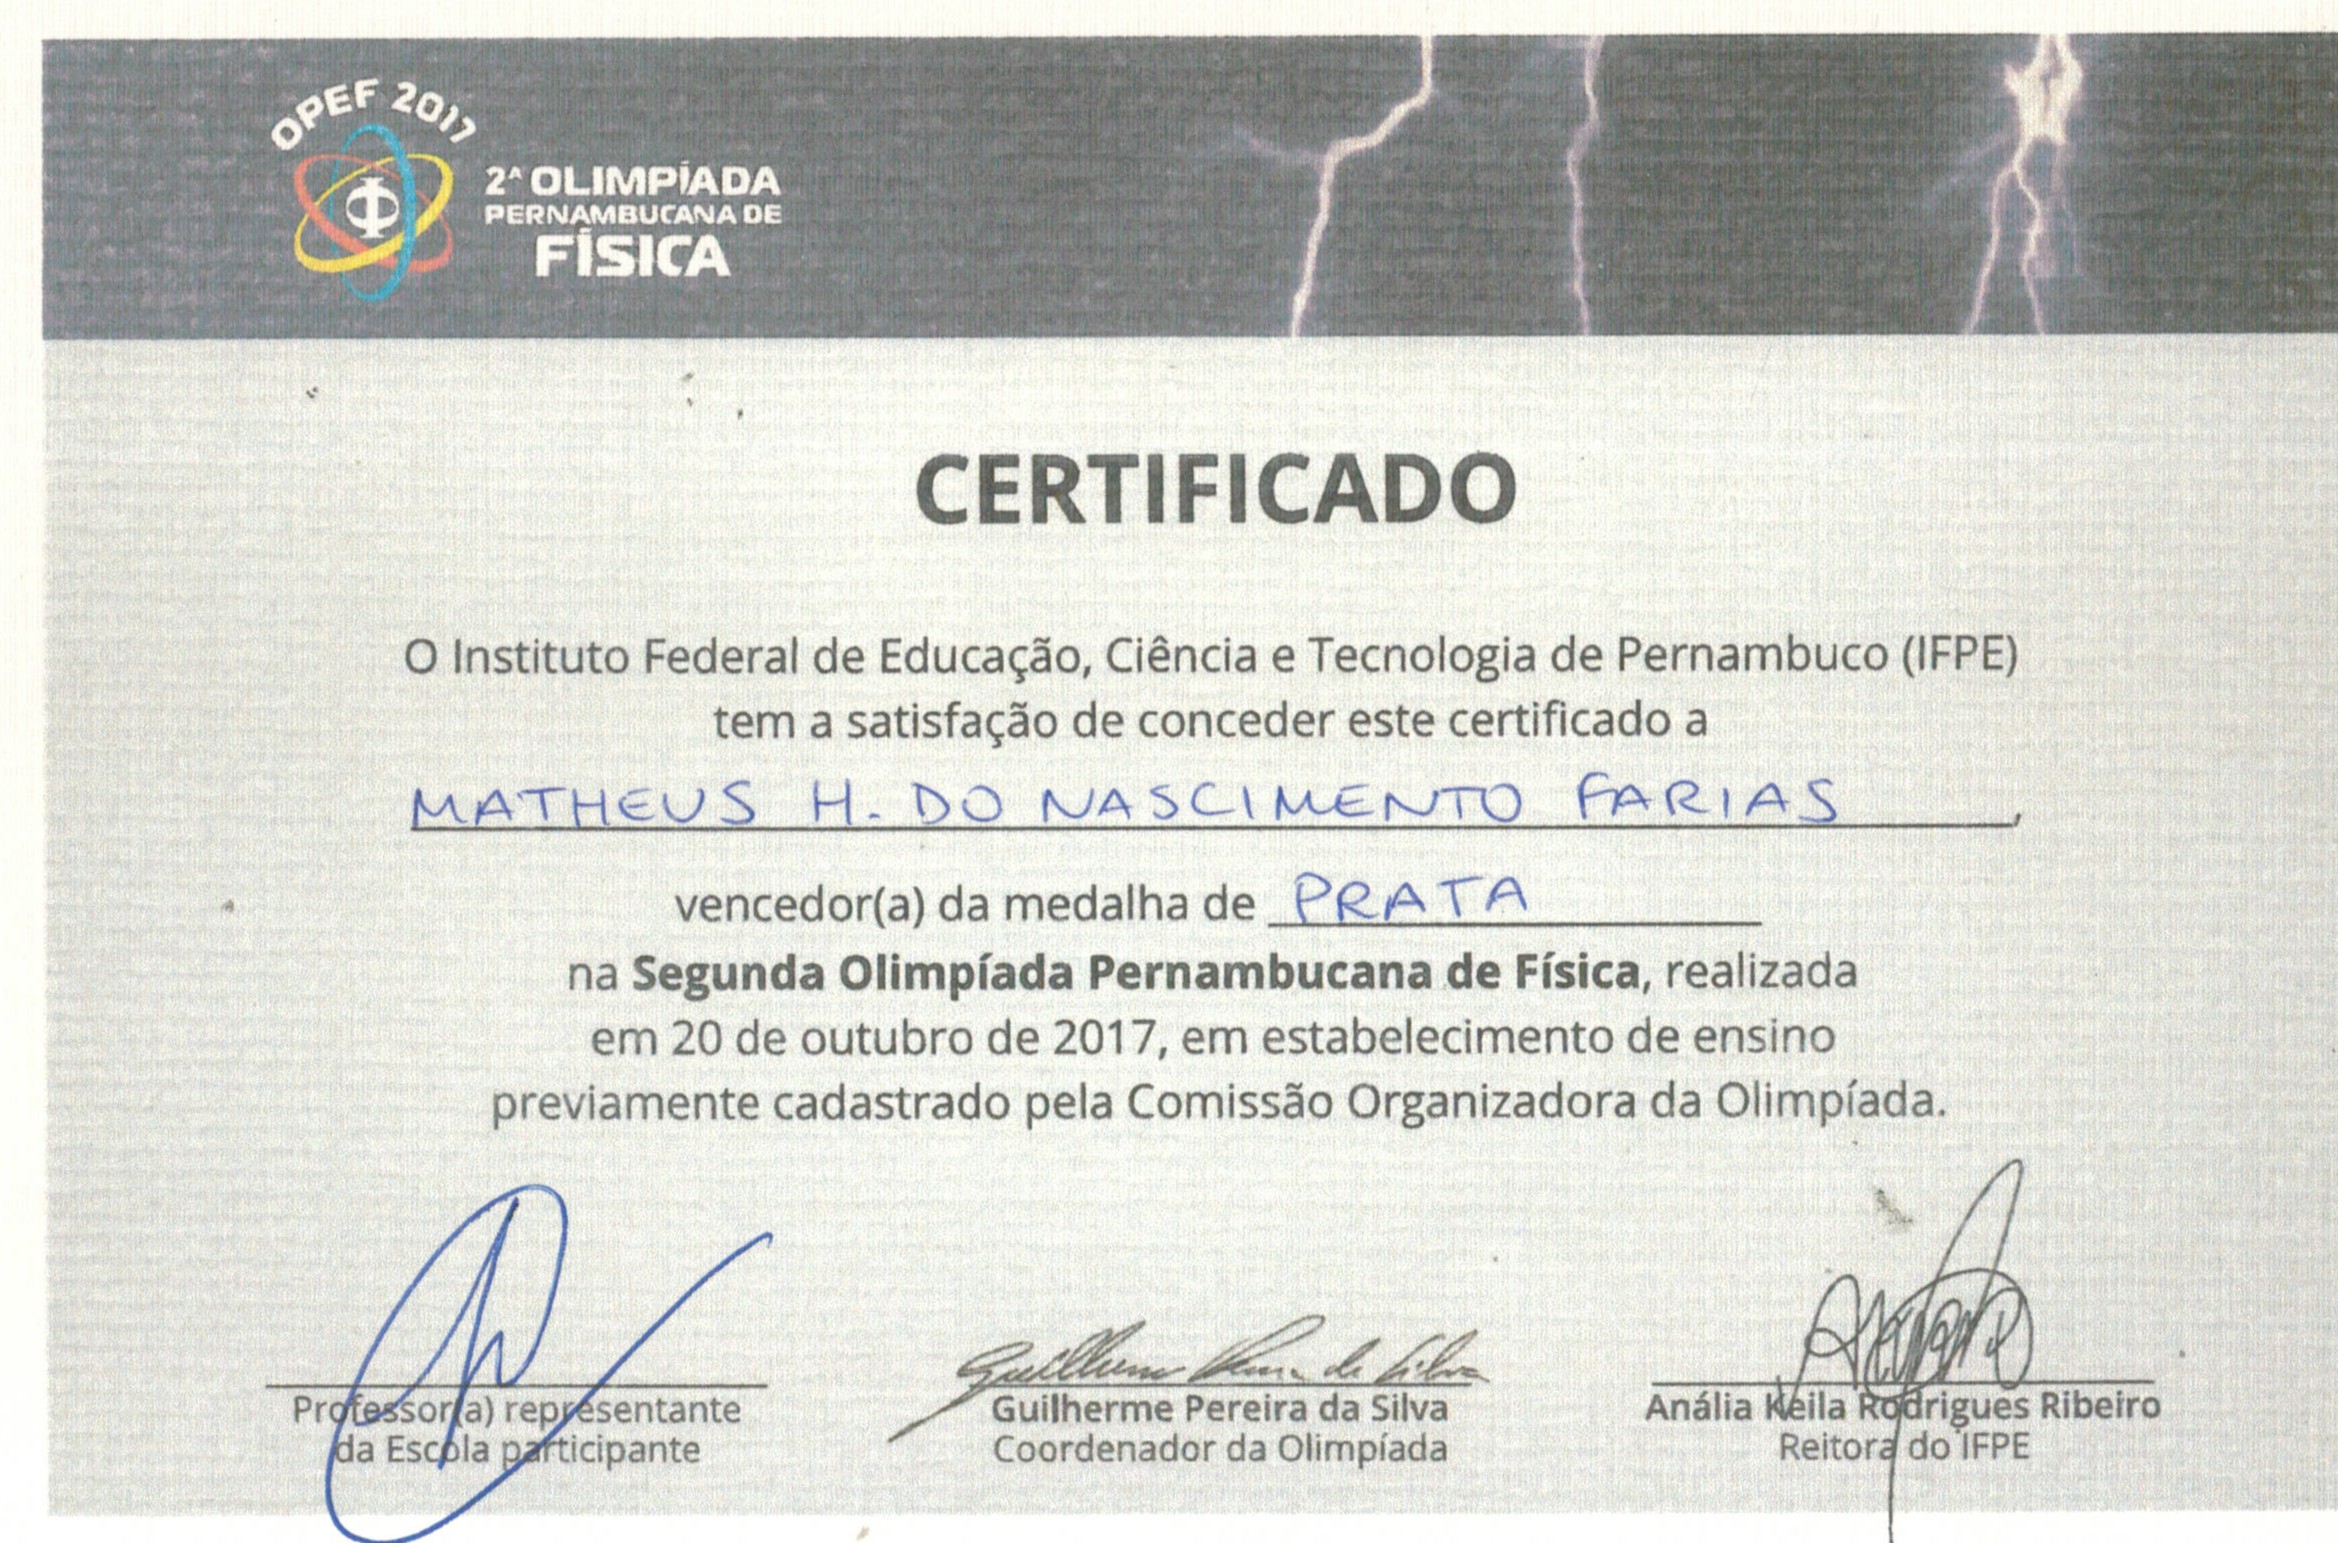 OPEF 2017
2ª OLIMPÍADA
PERNAMBUCANA DE
FÍSICA
CERTIFICADO
O Instituto Federal de Educação, Ciência e Tecnologia de Pernambuco (IFPE)
tem a satisfação de conceder este certificado a
MATHEUS H. DO NASCIMENTO FARIAS,
vencedor(a) da medalha de PRATA
na Segunda Olimpíada Pernambucana de Física, realizada
em 20 de outubro de 2017, em estabelecimento de ensino
previamente cadastrado pela Comissão Organizadora da Olimpíada.
Guilherme Pereira da Silva
Professor(a) representante
da Escola participante
Guilherme Pereira da Silva
Coordenador da Olimpíada
Anália Keila Rodrigues Ribeiro
Reitora do IFPE